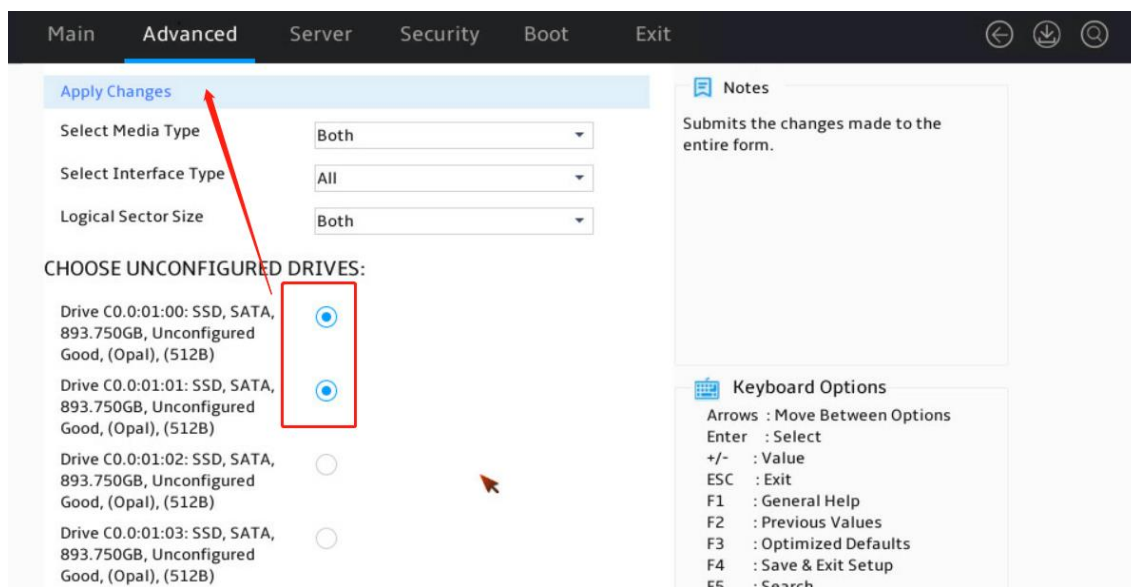 Main Advanced Server Security Boot Exit
Apply Changes
Select Media Type Both
Select Interface Type All
Logical Sector Size Both
CHOOSE UNCONFIGURED DRIVES:
Drive C0.0:01:00: SSD, SATA,
893.750GB, Unconfigured
Good, (Opal), (512B)
Drive C0.0:01:01: SSD, SATA,
893.750GB, Unconfigured
Good, (Opal), (512B)
Drive C0.0:01:02: SSD, SATA,
893.750GB, Unconfigured
Good, (Opal), (512B)
Drive C0.0:01:03: SSD, SATA,
893.750GB, Unconfigured
Good, (Opal), (512B)
Notes
Submits the changes made to the
entire form.
Keyboard Options
Arrows : Move Between Options
Enter : Select
+/- : Value
ESC : Exit
F1 : General Help
F2 : Previous Values
F3 : Optimized Defaults
F4 : Save & Exit Setup
F5 : Search